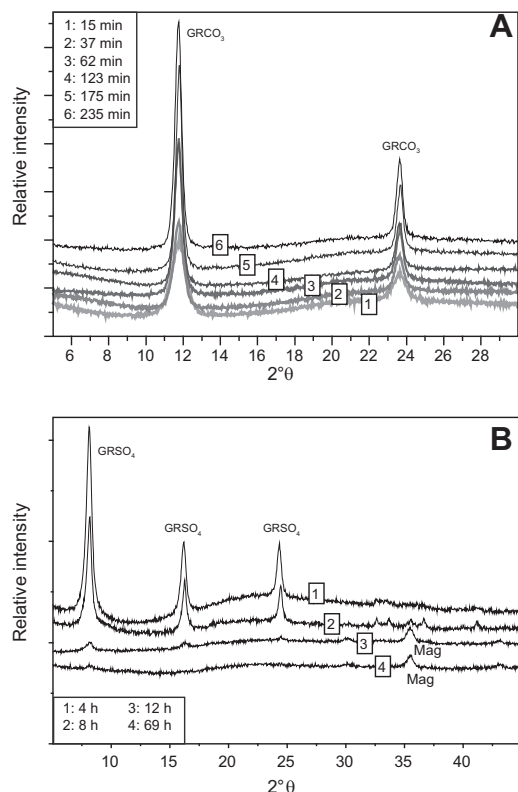 A
1: 15 min
2: 37 min
3: 62 min
4: 123 min
5: 175 min
6: 235 min
GRCO₃
GRCO₃
6
5
4
3
2
1
Relative intensity
6 8 10 12 14 16 18 20 22 24 26 28
2°θ
B
GRSO₄
GRSO₄
GRSO₄
1
2
3
Mag
4
Mag
Relative intensity
1: 4 h 3: 12 h
2: 8 h 4: 69 h
10 15 20 25 30 35 40
2°θ